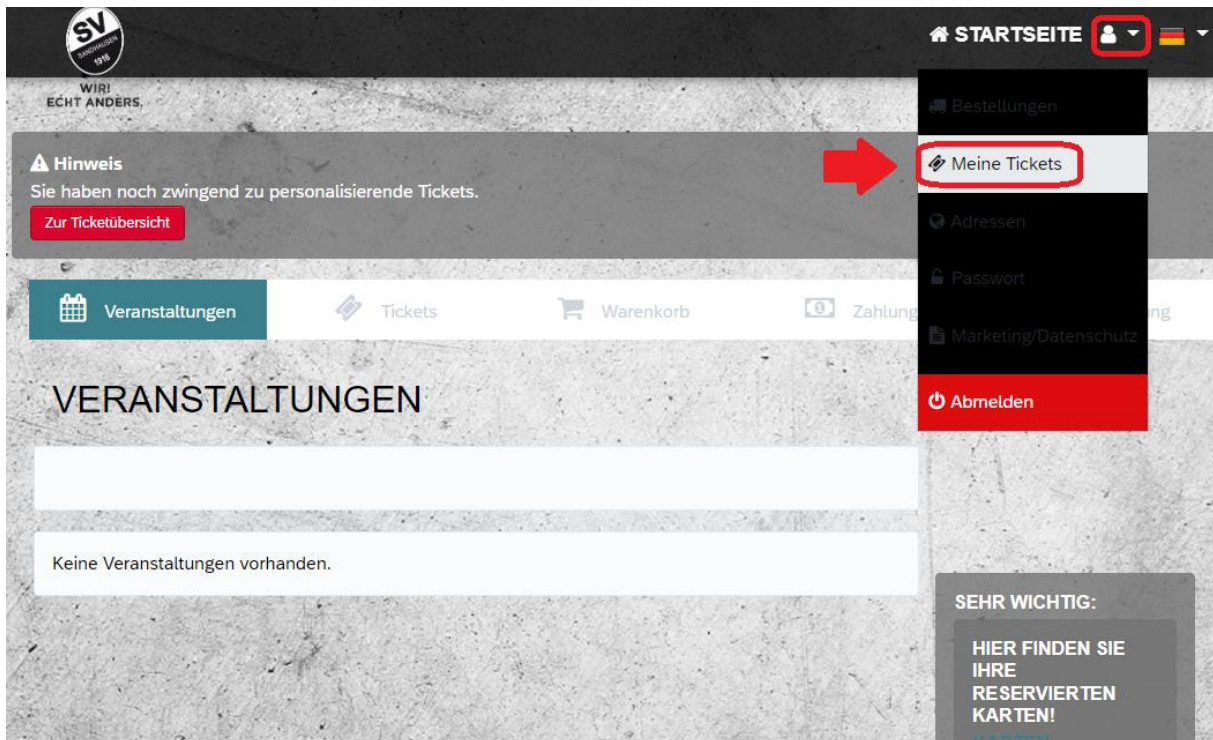 SV
SANDHAUSEN
1916
WIR!
ECHT ANDERS.
STARTSEITE
Bestellungen
Meine Tickets
Adressen
Passwort
Marketing/Datenschutz
Abmelden
Hinweis
Sie haben noch zwingend zu personalisierende Tickets.
Zur Ticketübersicht
Veranstaltungen
Tickets
Warenkorb
Zahlung
ng
VERANSTALTUNGEN
Keine Veranstaltungen vorhanden.
SEHR WICHTIG:
HIER FINDEN SIE
IHRE
RESERVIERTEN
KARTEN!
KARTEN